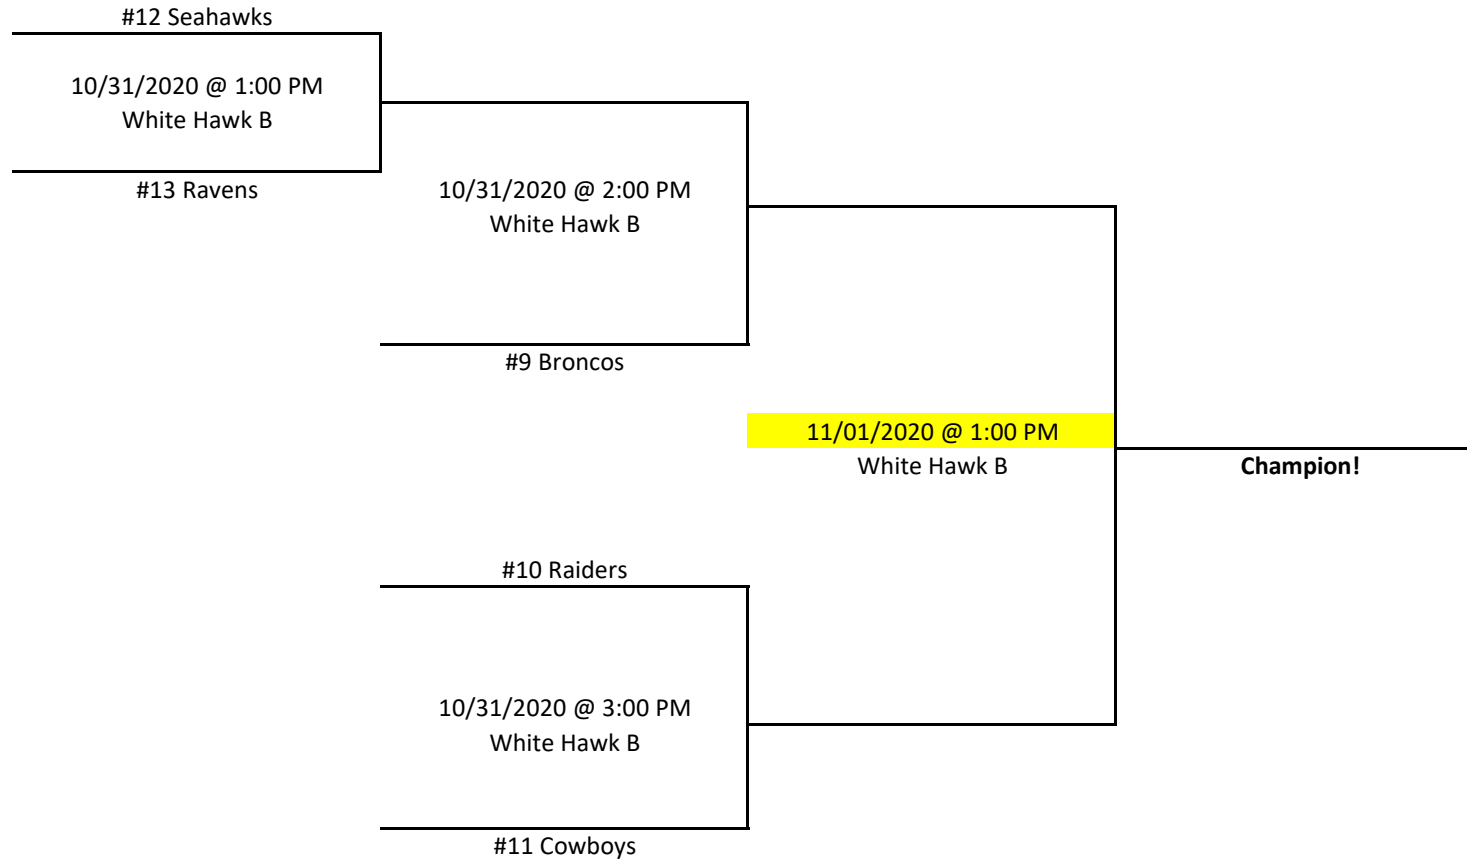 #12 Seahawks
10/31/2020 @ 1:00 PM
White Hawk B
#13 Ravens
10/31/2020 @ 2:00 PM
White Hawk B
#9 Broncos
11/01/2020 @ 1:00 PM
White Hawk B
Champion!
#10 Raiders
10/31/2020 @ 3:00 PM
White Hawk B
#11 Cowboys